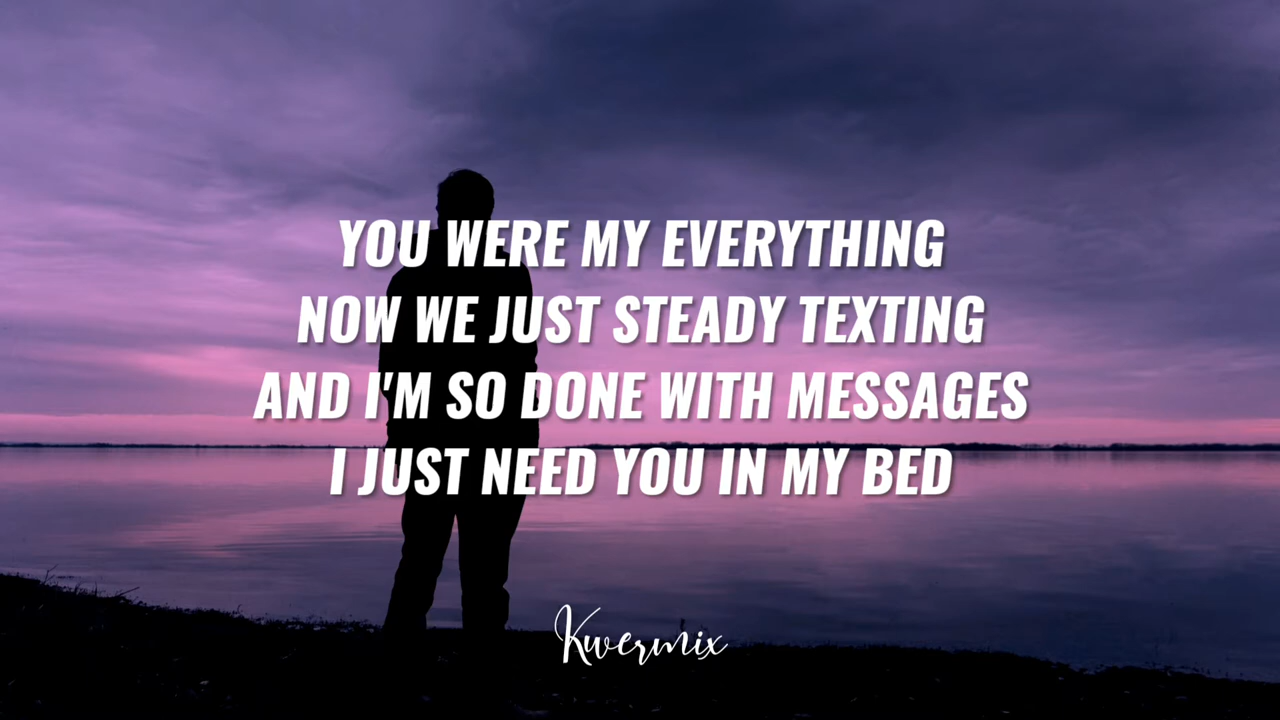 YOU WERE MY EVERYTHING
NOW WE JUST STEADY TEXTING
AND I'M SO DONE WITH MESSAGES
I JUST NEED YOU IN MY BED
Kwermix